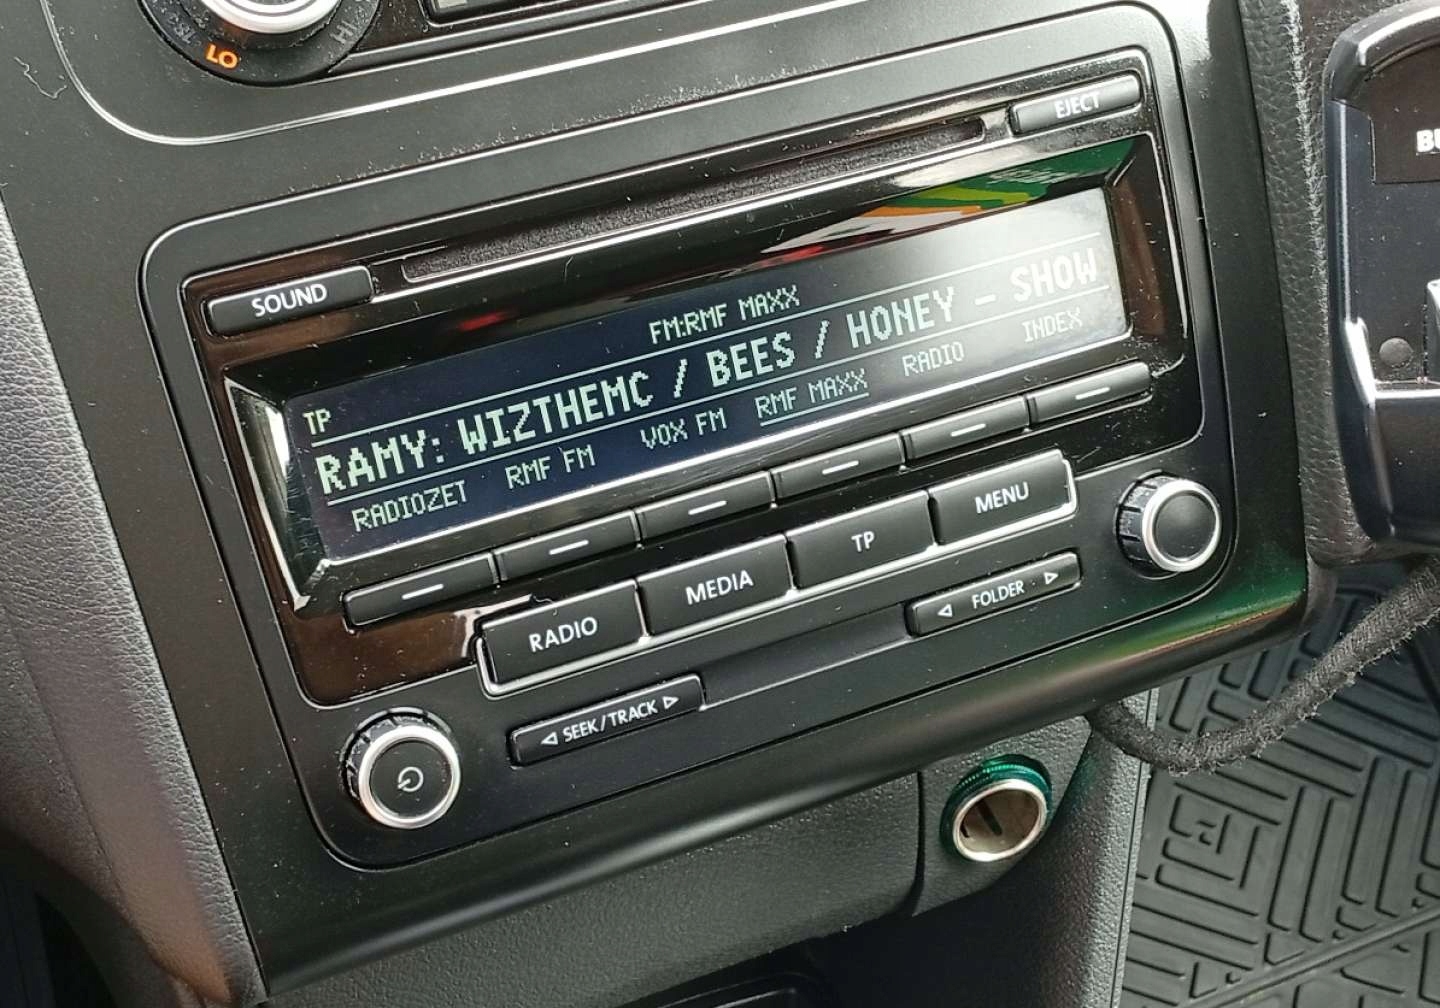 LO
EJECT
SOUND
FM:RMF MAXX
TP
RAMY: WIZTHEMC / BEES / HONEY - SHOW
RADIOZET RMF FM VOX FM RMF MAXX RADIO INDEX
RADIO MEDIA TP MENU
SEEK/TRACK
FOLDER